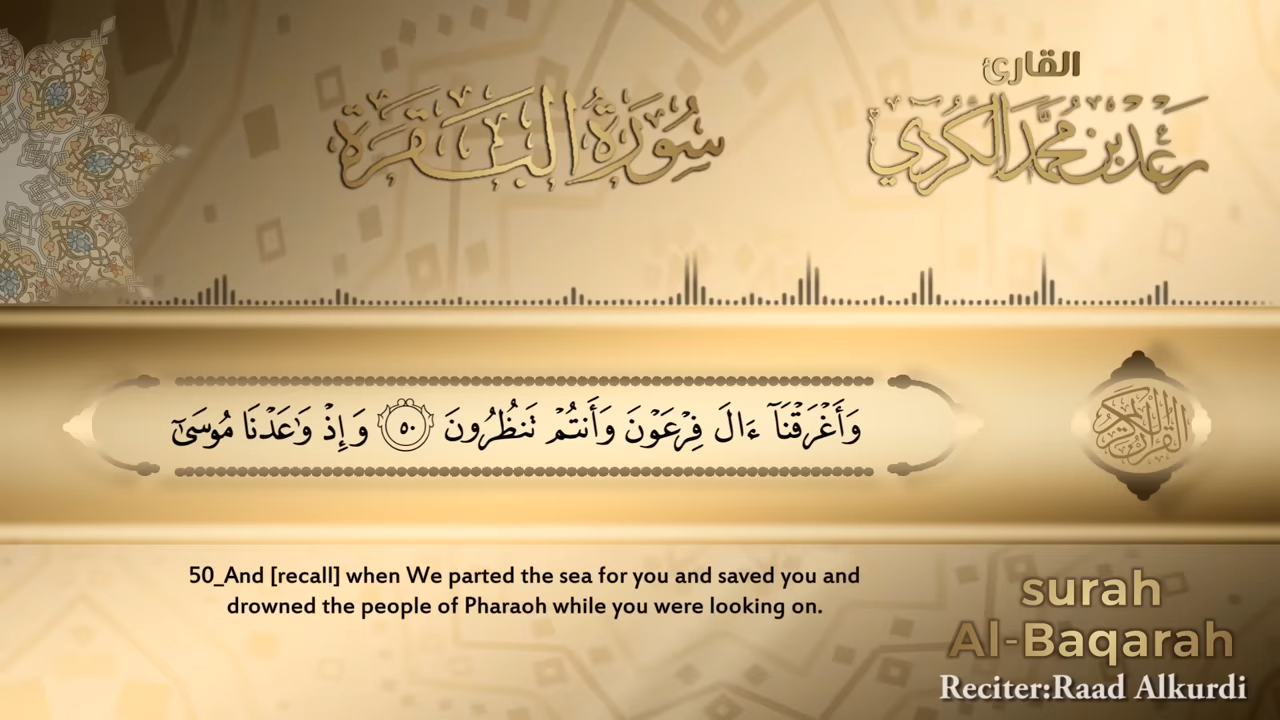 القارئ
سُورَةُ البَقَرَة
رعد بن محمد الكردي
وَأَغْرَقْنَآ ءَالَ فِرْعَوْنَ وَأَنتُمْ تَنظُرُونَ ۝٥٠ وَإِذْ وَٰعَدْنَا مُوسَىٰٓ
القرآن الكريم
50_And [recall] when We parted the sea for you and saved you and
drowned the people of Pharaoh while you were looking on.
surah
Al-Baqarah
Reciter:Raad Alkurdi